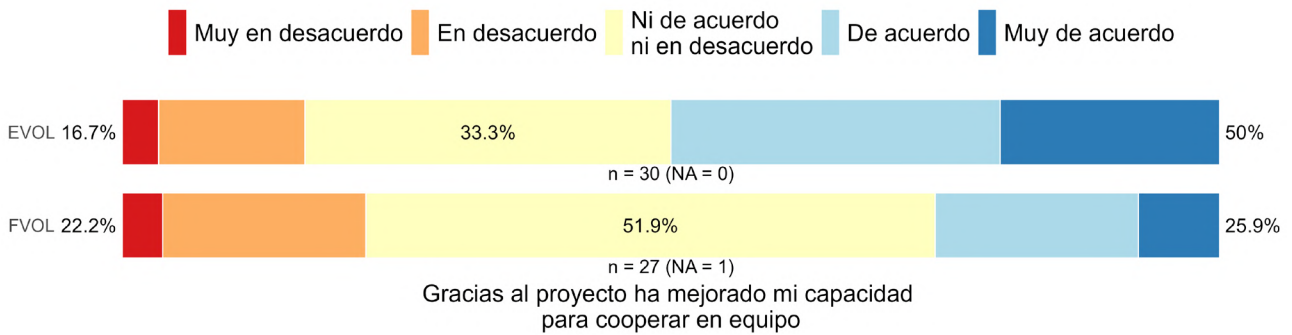 Muy en desacuerdo En desacuerdo Ni de acuerdo
ni en desacuerdo De acuerdo Muy de acuerdo
EVOL 16.7% 33.3% 50%
n = 30 (NA = 0)
FVOL 22.2% 51.9% 25.9%
n = 27 (NA = 1)
Gracias al proyecto ha mejorado mi capacidad
para cooperar en equipo